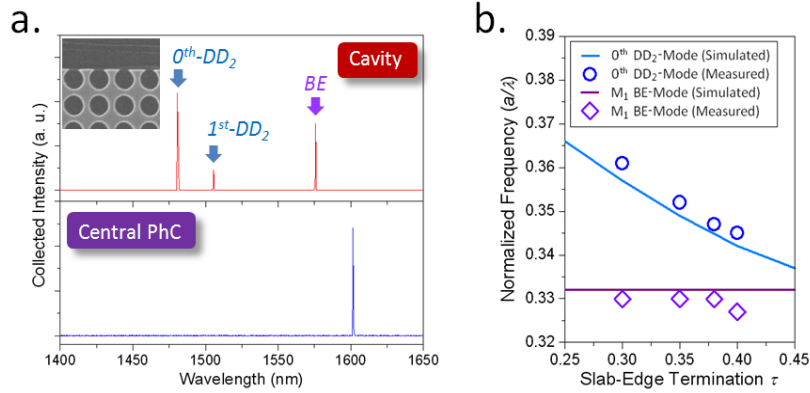 a.
0th-DD2
Cavity
BE
1st-DD2
Central PhC
Collected Intensity (a. u.)
1400 1450 1500 1550 1600 1650
Wavelength (nm)
b.
0.39
0.38
0.37
0.36
0.35
0.34
0.33
0.32
0th DD2-Mode (Simulated)
0th DD2-Mode (Measured)
M1 BE-Mode (Simulated)
M1 BE-Mode (Measured)
Normalized Frequency (a/λ)
0.25 0.30 0.35 0.40 0.45
Slab-Edge Termination τ